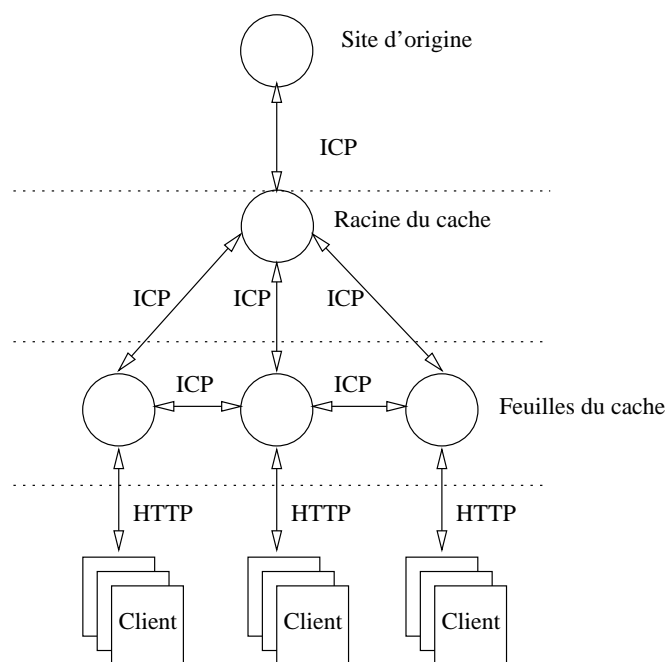 Site d'origine
ICP
Racine du cache
ICP
ICP
ICP
ICP
ICP
Feuilles du cache
HTTP
HTTP
HTTP
Client
Client
Client